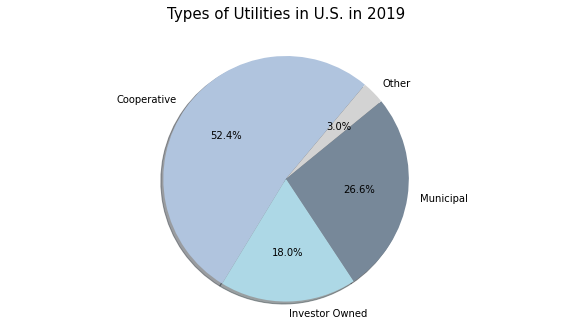 Types of Utilities in U.S. in 2019
Other
Cooperative
3.0%
52.4%
26.6%
Municipal
18.0%
Investor Owned